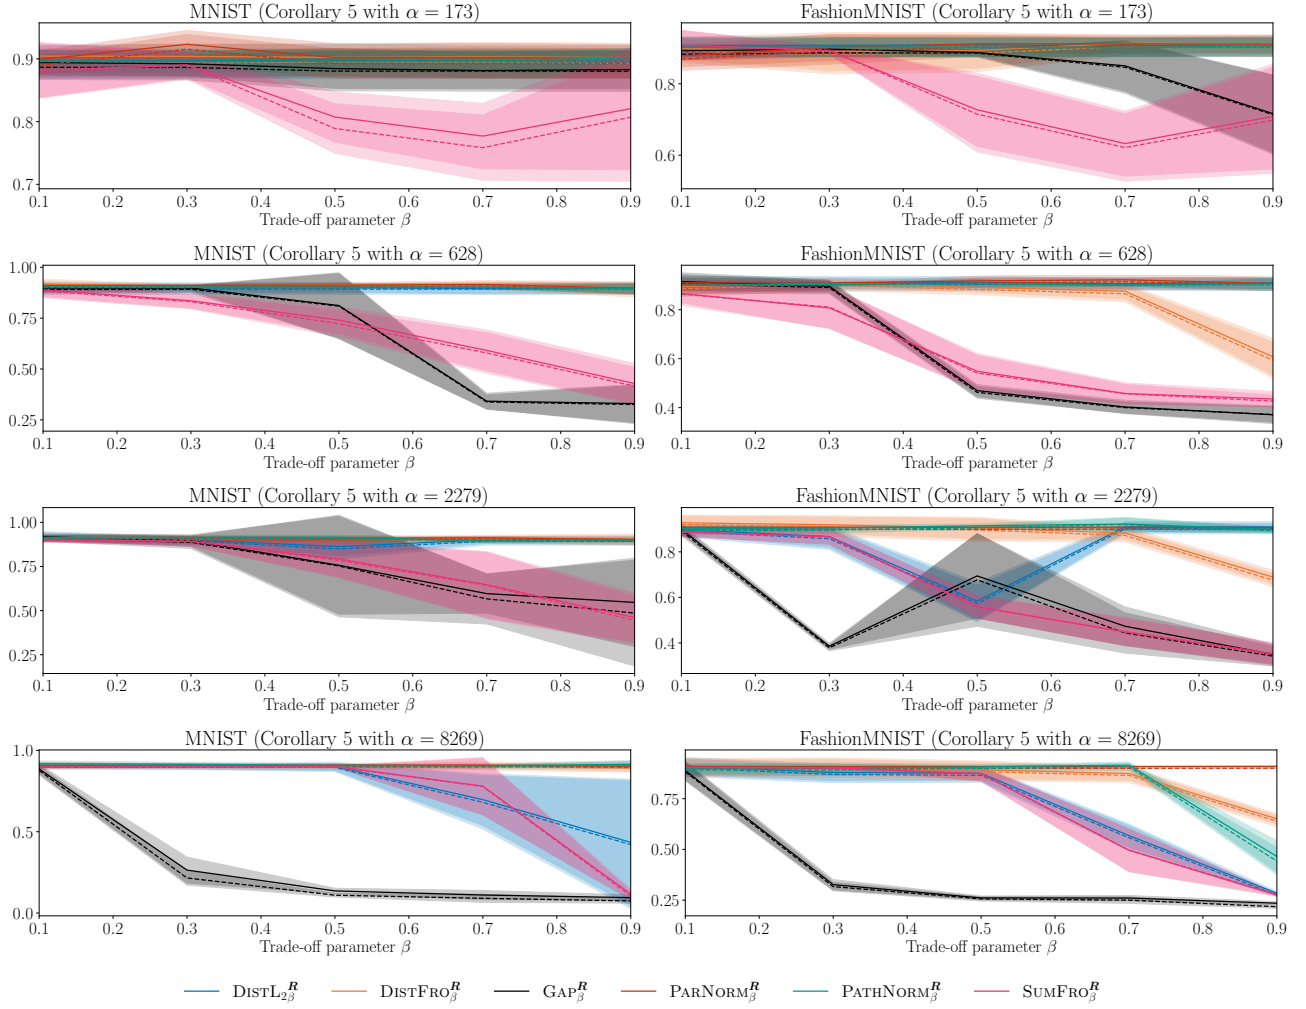 MNIST (Corollary 5 with α = 173)
0.9
0.8
0.7
0.1 0.2 0.3 0.4 0.5 0.6 0.7 0.8 0.9
Trade-off parameter β
FashionMNIST (Corollary 5 with α = 173)
0.8
0.6
0.1 0.2 0.3 0.4 0.5 0.6 0.7 0.8 0.9
Trade-off parameter β
MNIST (Corollary 5 with α = 628)
1.00
0.75
0.50
0.25
0.1 0.2 0.3 0.4 0.5 0.6 0.7 0.8 0.9
Trade-off parameter β
FashionMNIST (Corollary 5 with α = 628)
0.8
0.6
0.4
0.1 0.2 0.3 0.4 0.5 0.6 0.7 0.8 0.9
Trade-off parameter β
MNIST (Corollary 5 with α = 2279)
1.00
0.75
0.50
0.25
0.1 0.2 0.3 0.4 0.5 0.6 0.7 0.8 0.9
Trade-off parameter β
FashionMNIST (Corollary 5 with α = 2279)
0.8
0.6
0.4
0.1 0.2 0.3 0.4 0.5 0.6 0.7 0.8 0.9
Trade-off parameter β
MNIST (Corollary 5 with α = 8269)
1.0
0.5
0.0
0.1 0.2 0.3 0.4 0.5 0.6 0.7 0.8 0.9
Trade-off parameter β
FashionMNIST (Corollary 5 with α = 8269)
0.75
0.50
0.25
0.1 0.2 0.3 0.4 0.5 0.6 0.7 0.8 0.9
Trade-off parameter β
DISTL₂ᴿᵦ DISTFROᴿᵦ GAPᴿᵦ PARNORMᴿᵦ PATHNORMᴿᵦ SUMFROᴿᵦ